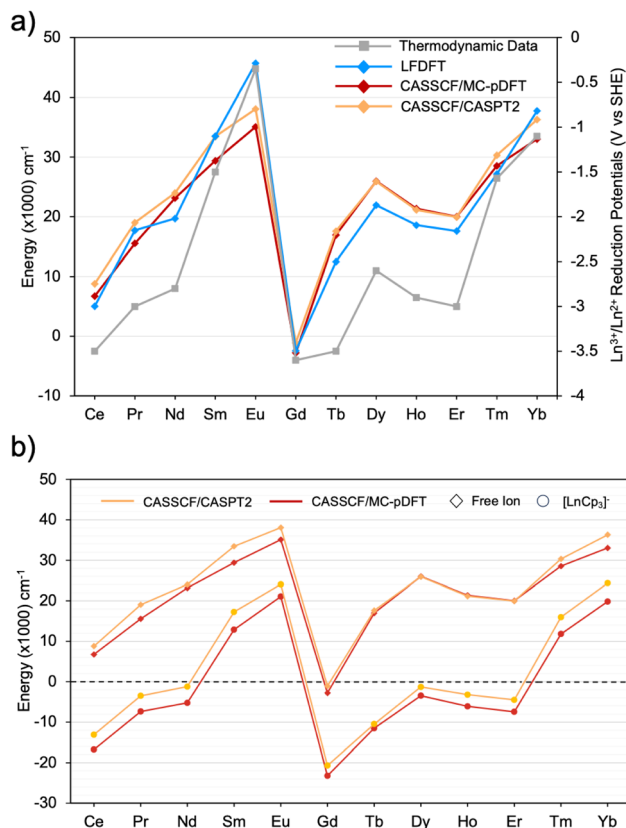 a)
Thermodynamic Data
LFDFT
CASSCF/MC-pDFT
CASSCF/CASPT2
Energy (x1000) cm⁻¹
50
40
30
20
10
0
-10
0
-0.5
-1
-1.5
-2
-2.5
-3
-3.5
-4
Ln³⁺/Ln²⁺ Reduction Potentials (V vs SHE)
Ce Pr Nd Sm Eu Gd Tb Dy Ho Er Tm Yb
b)
CASSCF/CASPT2 CASSCF/MC-pDFT Free Ion [LnCp₃]⁻
Energy (x1000) cm⁻¹
50
40
30
20
10
0
-10
-20
-30
Ce Pr Nd Sm Eu Gd Tb Dy Ho Er Tm Yb